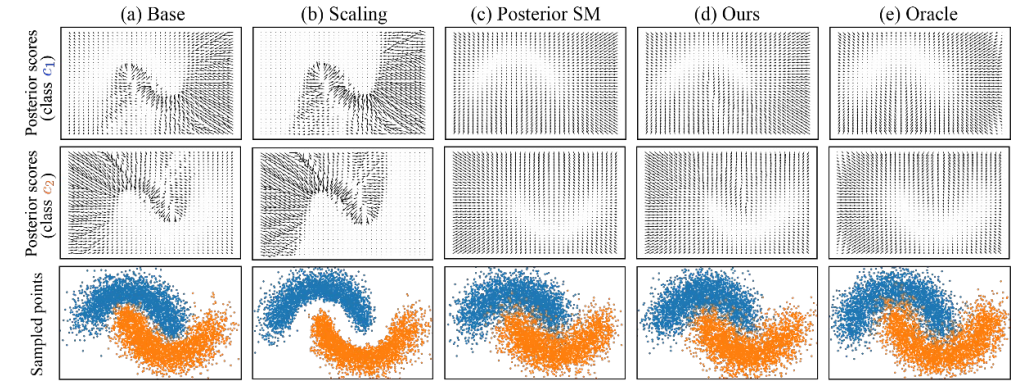 (a) Base
(b) Scaling
(c) Posterior SM
(d) Ours
(e) Oracle
Posterior scores
(class c₁)
Posterior scores
(class c₂)
Sampled points